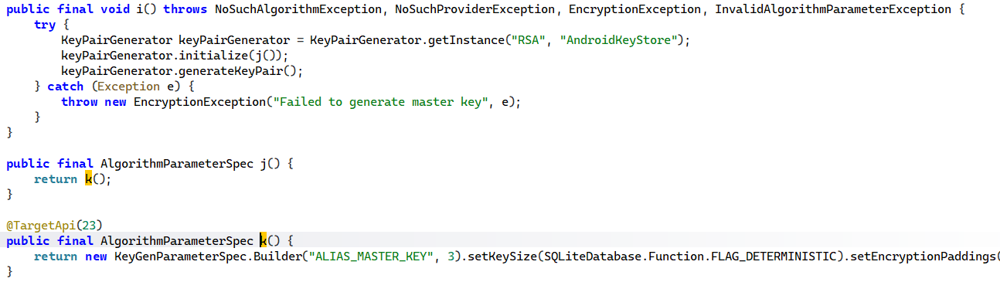 public final void i() throws NoSuchAlgorithmException, NoSuchProviderException, EncryptionException, InvalidAlgorithmParameterException {
try {
KeyPairGenerator keyPairGenerator = KeyPairGenerator.getInstance("RSA", "AndroidKeyStore");
keyPairGenerator.initialize(j());
keyPairGenerator.generateKeyPair();
} catch (Exception e) {
throw new EncryptionException("Failed to generate master key", e);
}
}
public final AlgorithmParameterSpec j() {
return k();
}
@TargetApi(23)
public final AlgorithmParameterSpec k() {
return new KeyGenParameterSpec.Builder("ALIAS_MASTER_KEY", 3).setKeySize(SQLiteDatabase.Function.FLAG_DETERMINISTIC).setEncryptionPaddings(
}